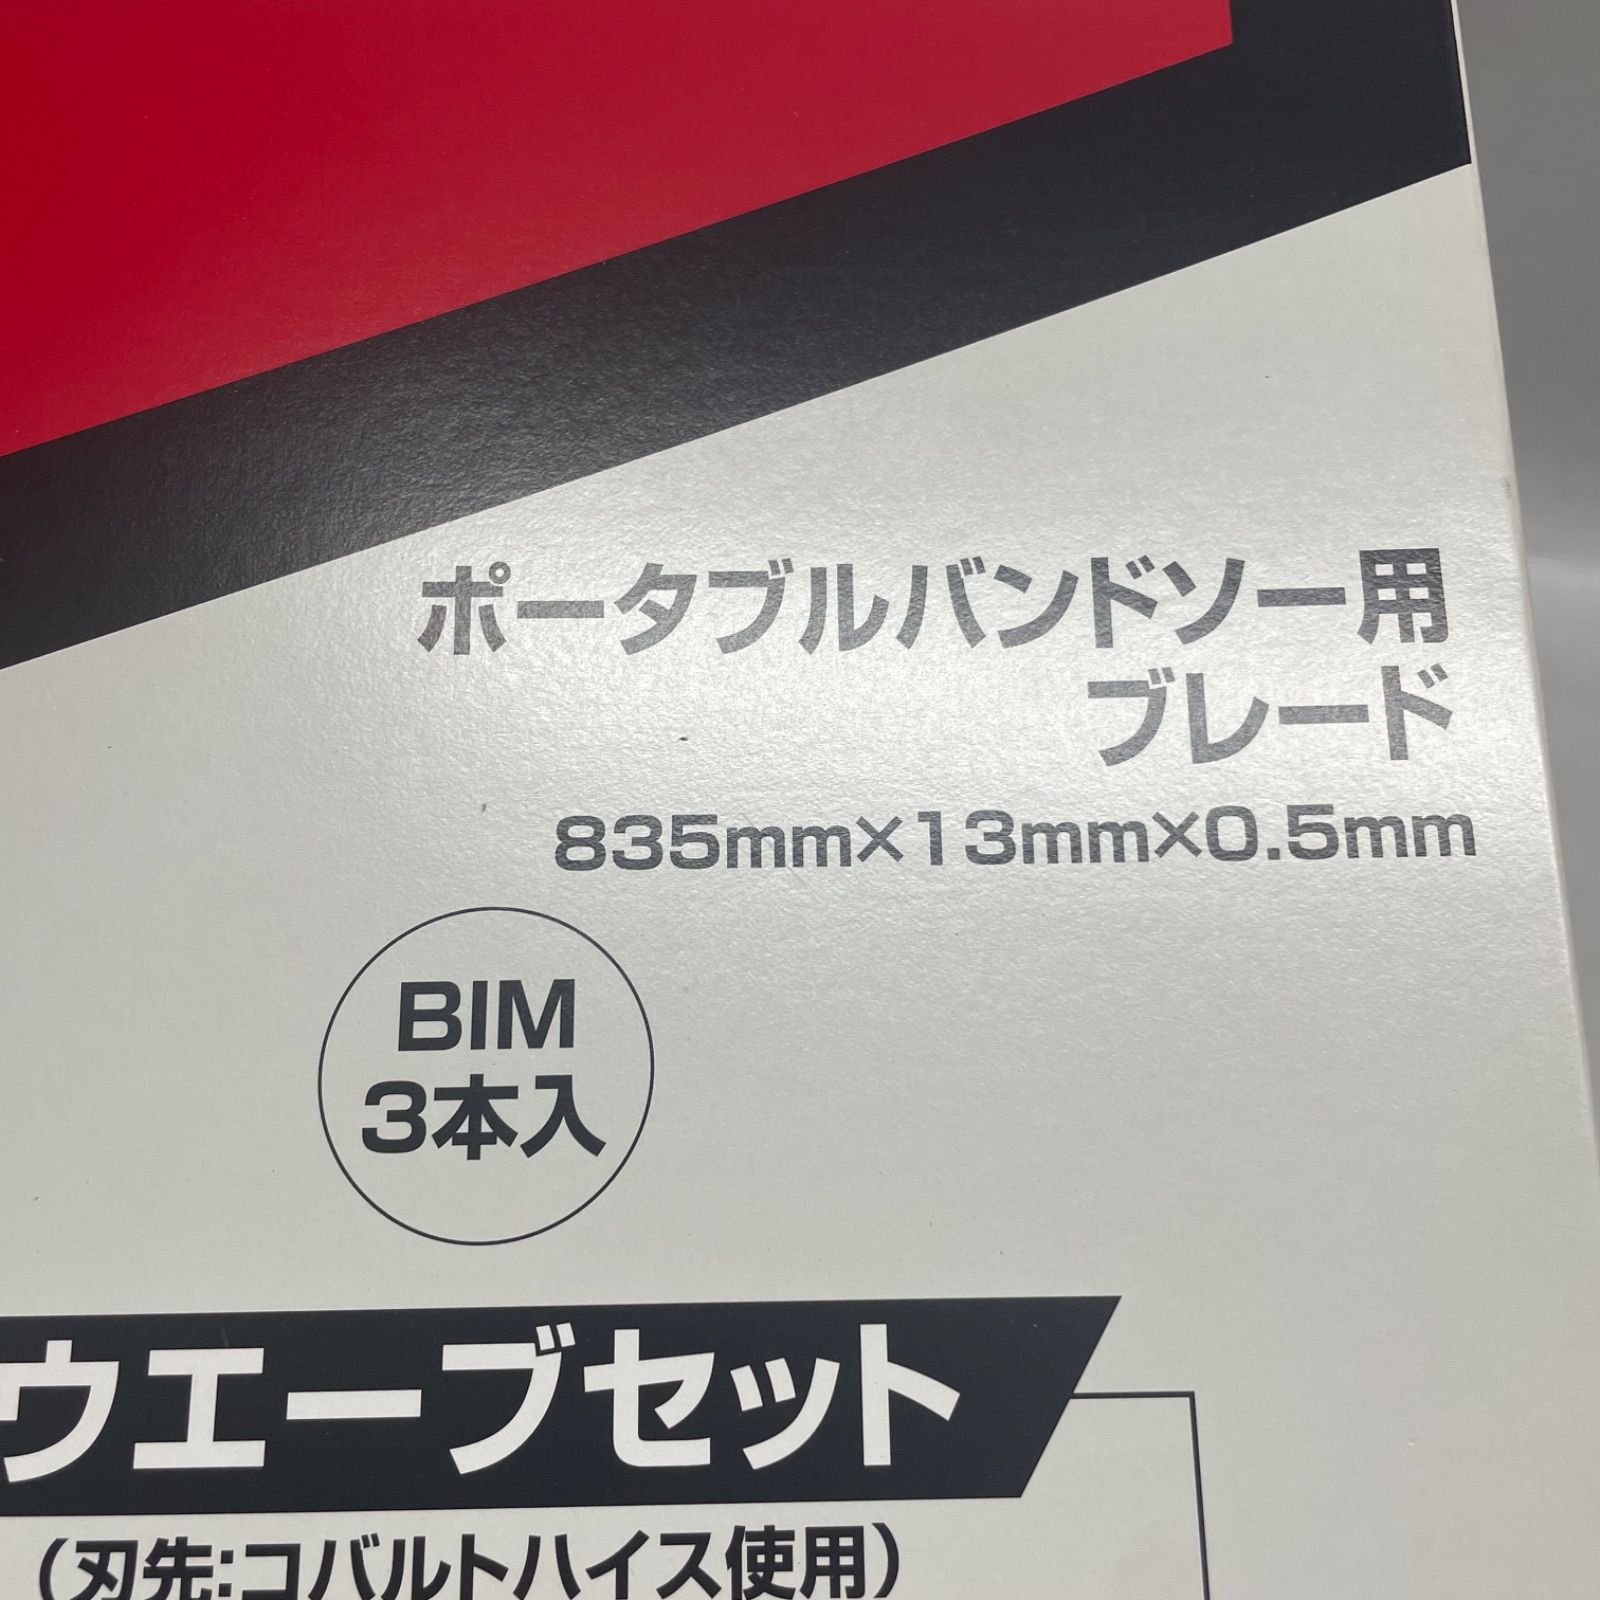 ポータブルバンドソー用
ブレード
835mm×13mm×0.5mm
BIM
3本入
ウエーブセット
(刃先:コバルトハイス使用)